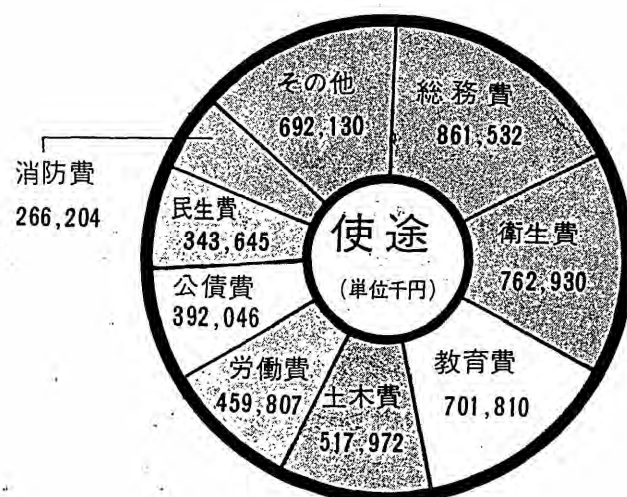 使途
(単位千円)
総務費
861,532
衛生費
762,930
教育費
701,810
土木費
517,972
労働費
459,807
公債費
392,046
民生費
343,645
消防費
266,204
その他
692,130